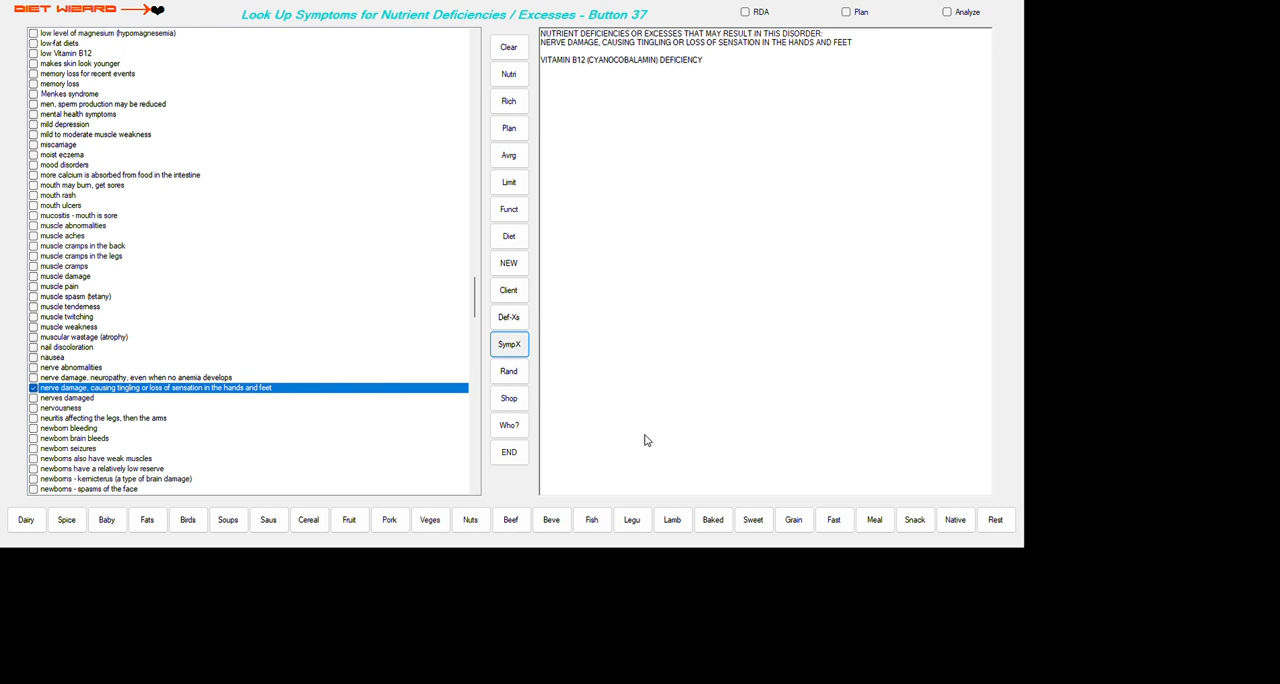 DIET WIZARD
Look Up Symptoms for Nutrient Deficiencies / Excesses - Button 37
RDA
Plan
Analyze
low level of magnesium (hypomagnesemia)
low-fat diets
low Vitamin B12
makes skin look younger
memory loss for recent events
memory loss
Menkes syndrome
men, sperm production may be reduced
mental health symptoms
mild depression
mild to moderate muscle weakness
miscarriage
moist eczema
mood disorders
more calcium is absorbed from food in the intestine
mouth may burn, get sores
mouth rash
mouth ulcers
mucositis - mouth is sore
muscle abnormalities
muscle aches
muscle cramps in the back
muscle cramps in the legs
muscle cramps
muscle damage
muscle pain
muscle spasm (tetany)
muscle tenderness
muscle twitching
muscle weakness
muscular wastage (atrophy)
nail discoloration
nausea
nerve abnormalities
nerve damage, neuropathy, even when no anemia develops
nerve damage, causing tingling or loss of sensation in the hands and feet
nerves damaged
nervousness
neuritis affecting the legs, then the arms
newborn bleeding
newborn brain bleeds
newborn seizures
newborns also have weak muscles
newborns have a relatively low reserve
newborns - kernicterus (a type of brain damage)
newborns - spasms of the face
Clear
Nutri
Rich
Plan
Avrg
Limit
Funct
Diet
NEW
Client
Def-Xs
SympX
Rand
Shop
Who?
END
NUTRIENT DEFICIENCIES OR EXCESSES THAT MAY RESULT IN THIS DISORDER:
NERVE DAMAGE, CAUSING TINGLING OR LOSS OF SENSATION IN THE HANDS AND FEET
VITAMIN B12 (CYANOCOBALAMIN) DEFICIENCY
Dairy
Spice
Baby
Fats
Birds
Soups
Saus
Cereal
Fruit
Pork
Veges
Nuts
Beef
Beve
Fish
Legu
Lamb
Baked
Sweet
Grain
Fast
Meal
Snack
Native
Rest